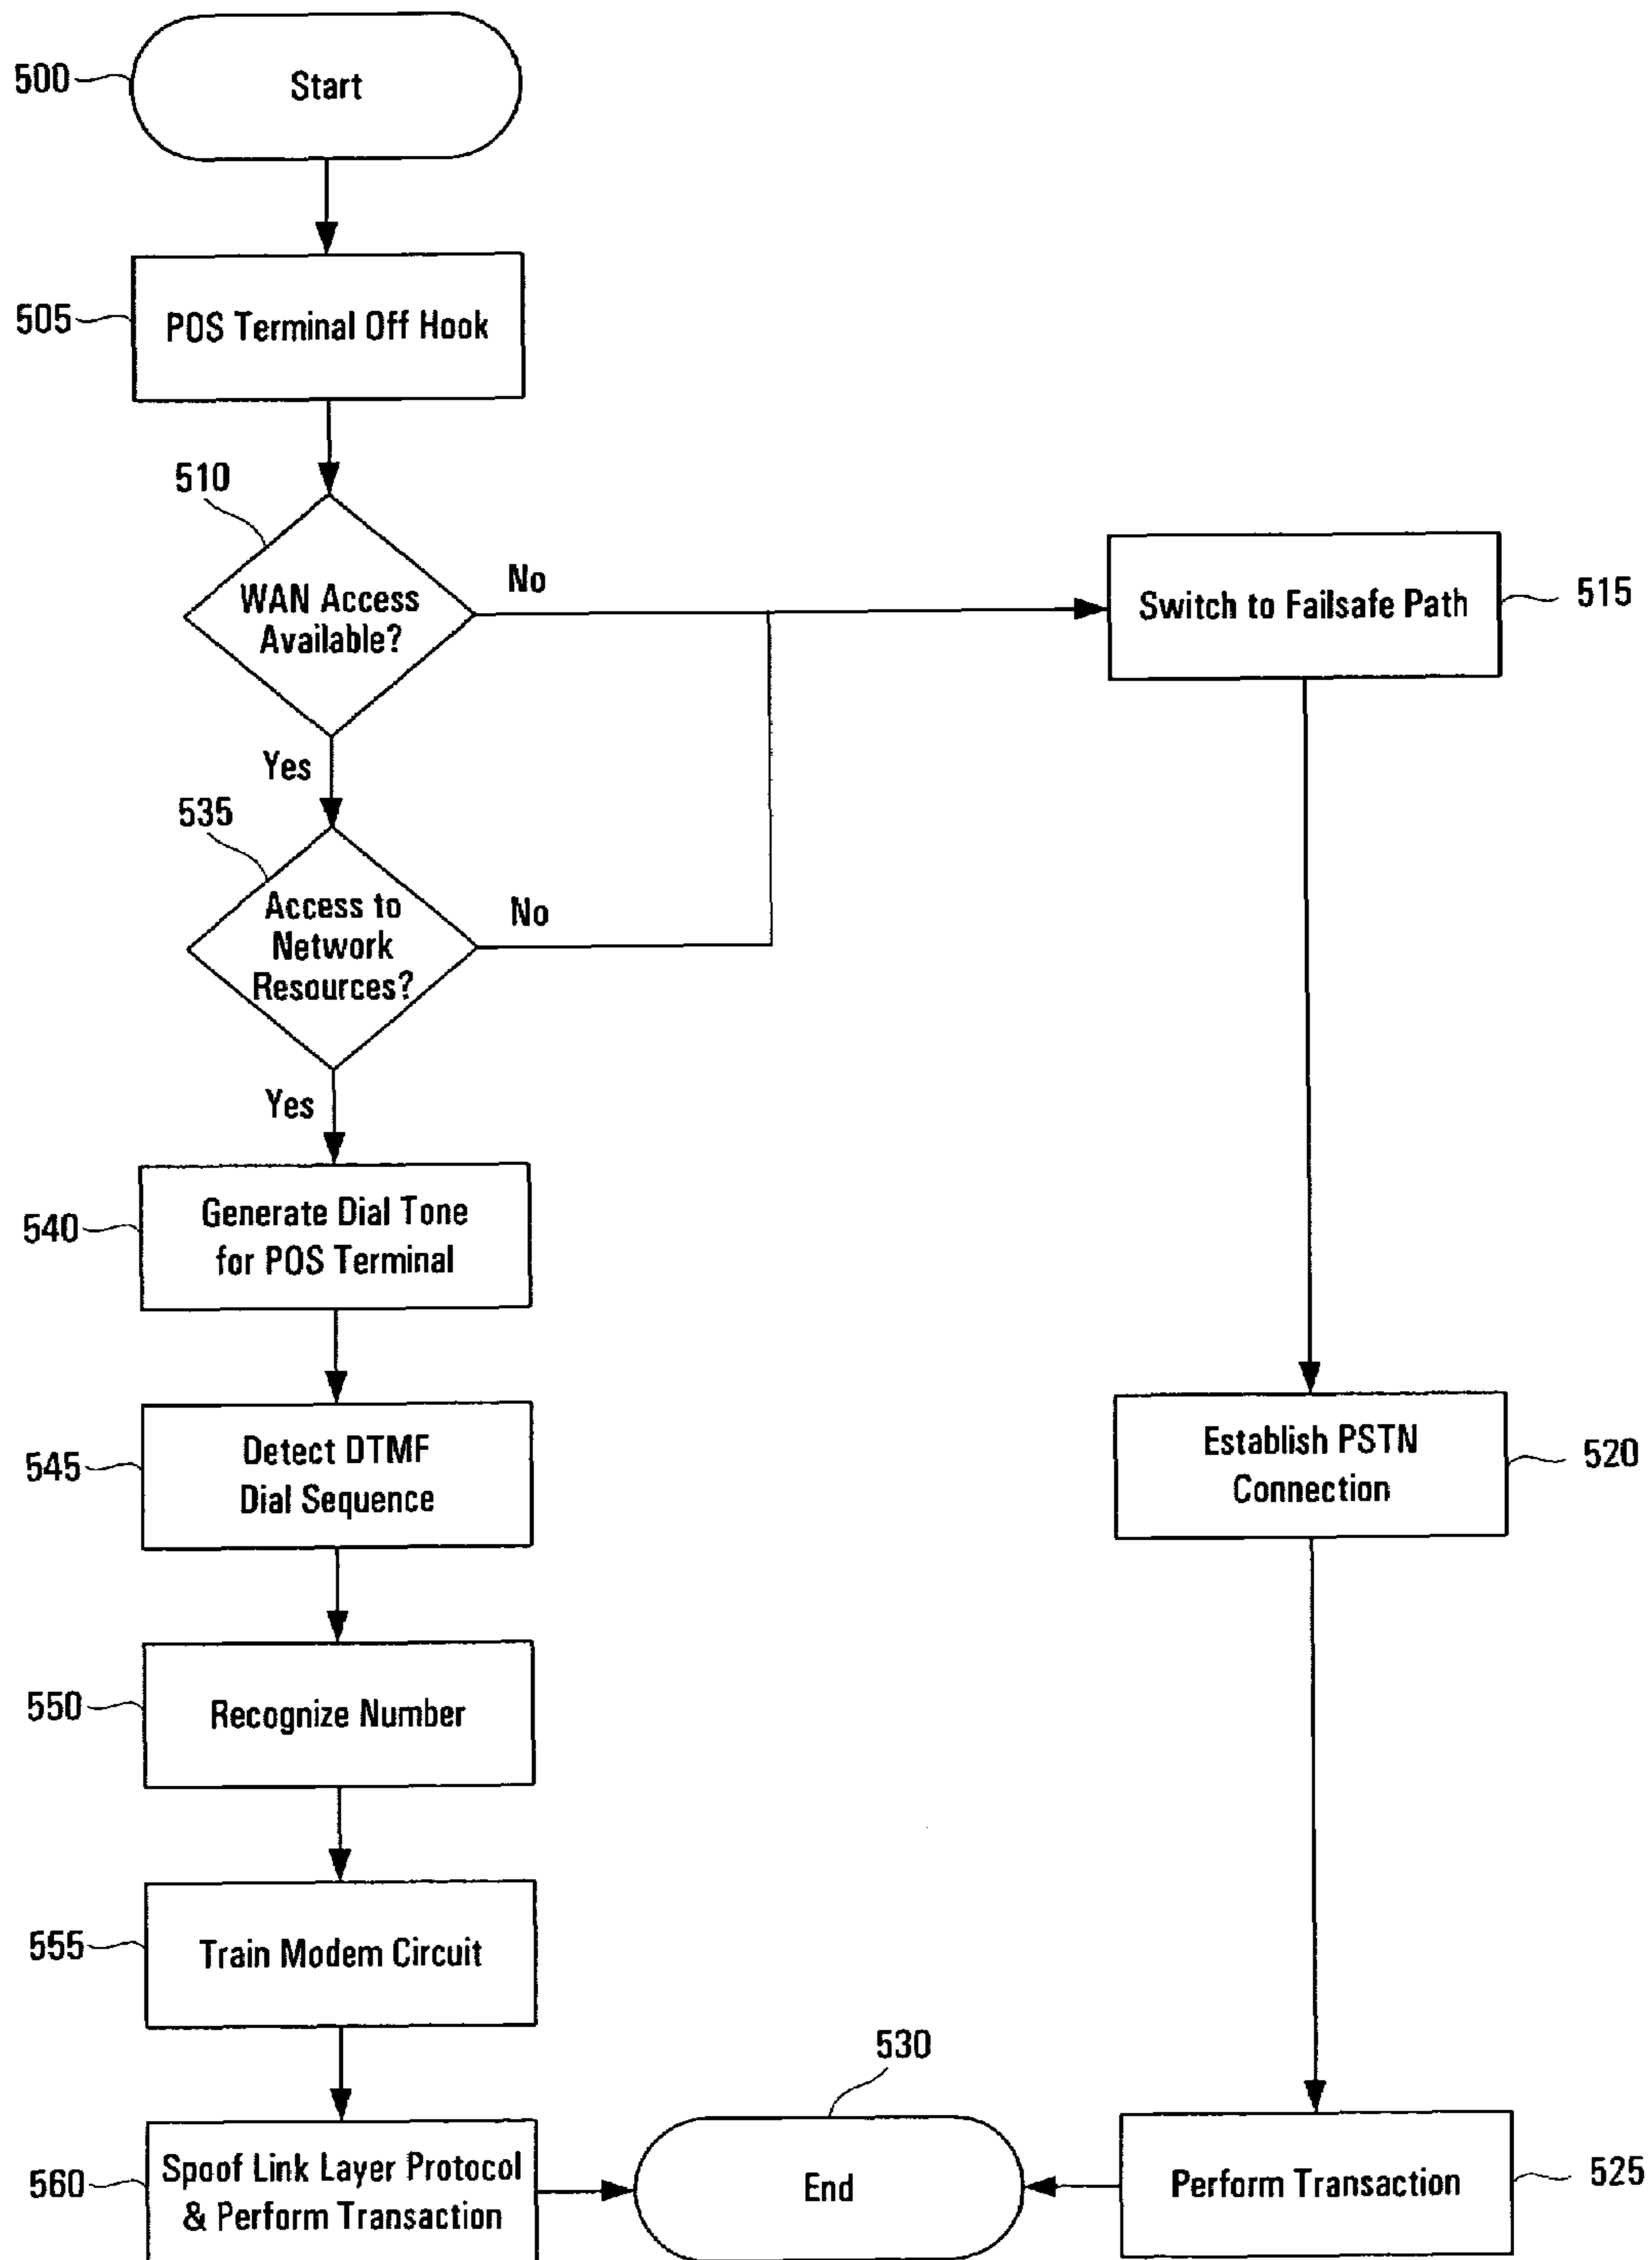 500
Start
505
POS Terminal Off Hook
510
WAN Access
Available?
No
Switch to Failsafe Path
515
Yes
535
Access to
Network
Resources?
No
Yes
540
Generate Dial Tone
for POS Terminal
545
Detect DTMF
Dial Sequence
Establish PSTN
Connection
520
550
Recognize Number
555
Train Modem Circuit
560
Spoof Link Layer Protocol
& Perform Transaction
530
End
Perform Transaction
525